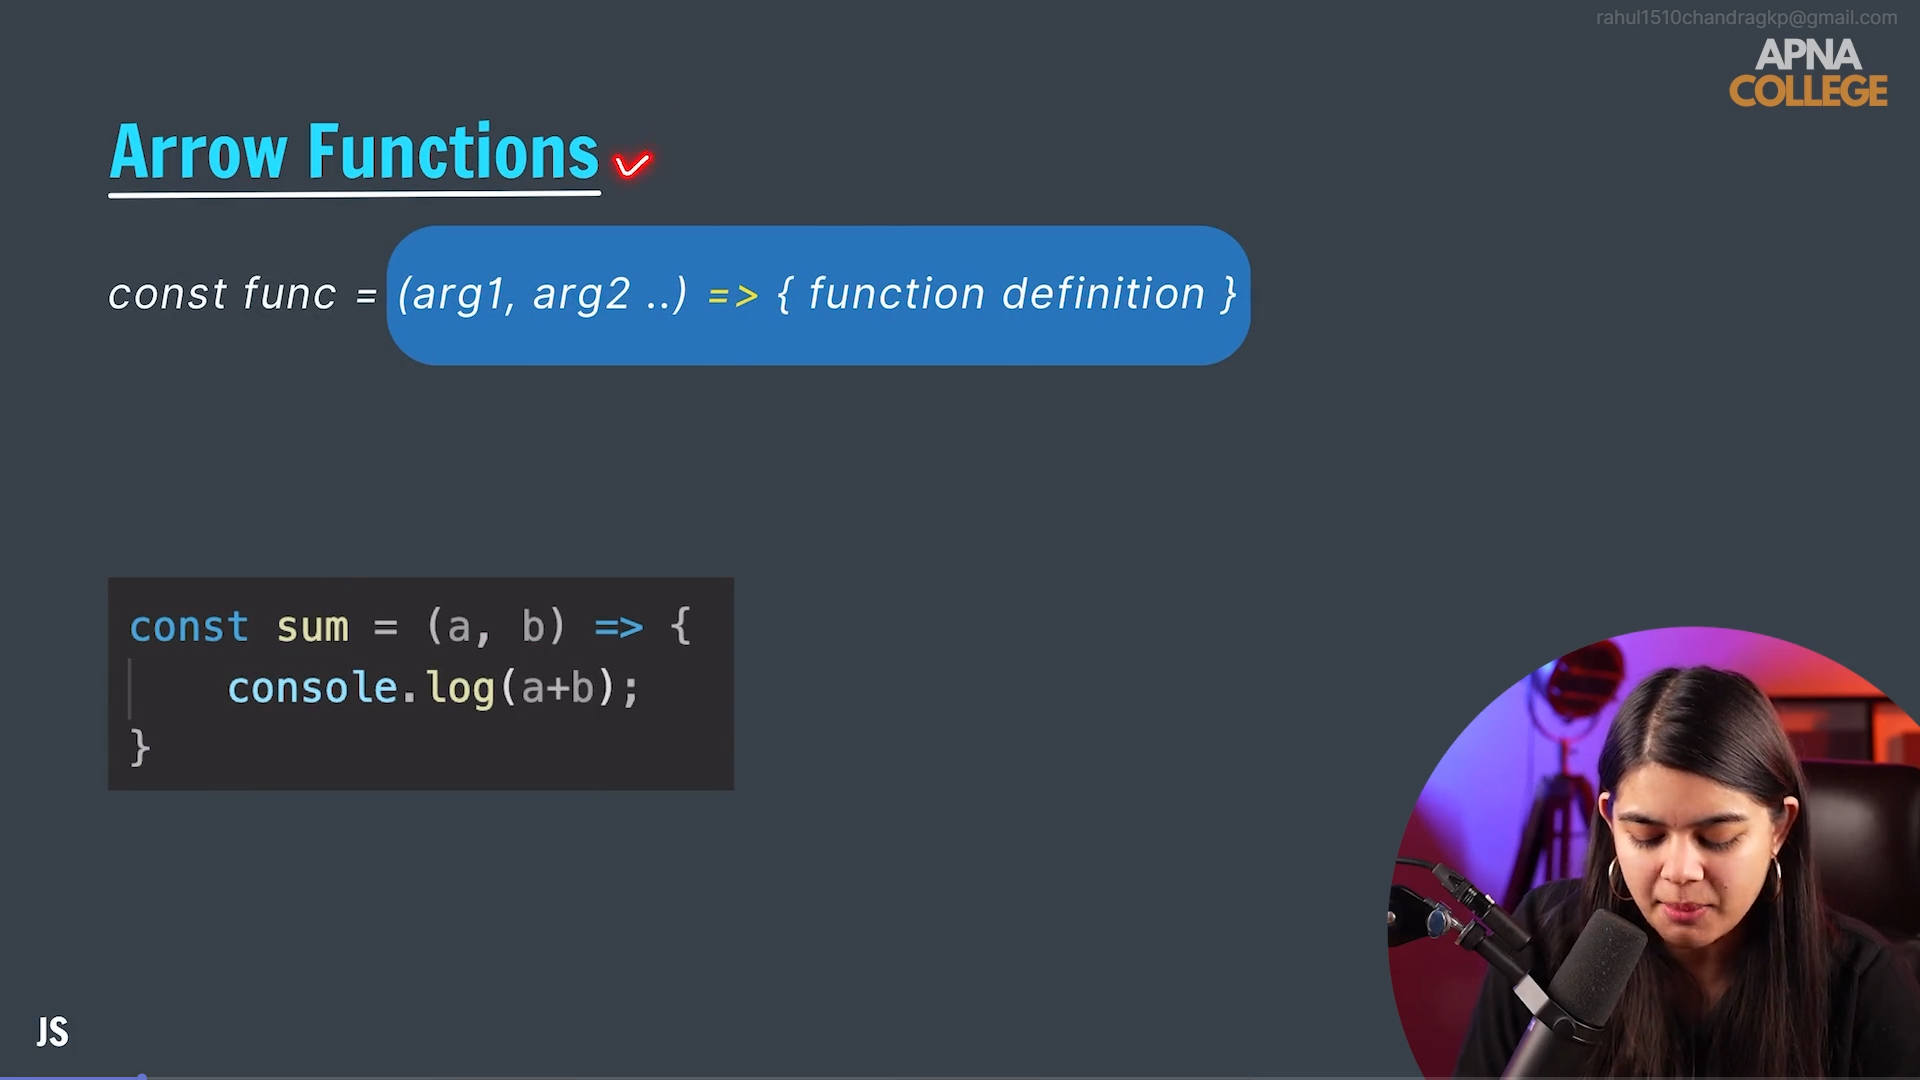 rahul1510chandragkp@gmail.com
APNA
COLLEGE
Arrow Functions
const func = (arg1, arg2 ..) => { function definition }
const sum = (a, b) => {
    console.log(a+b);
}
JS